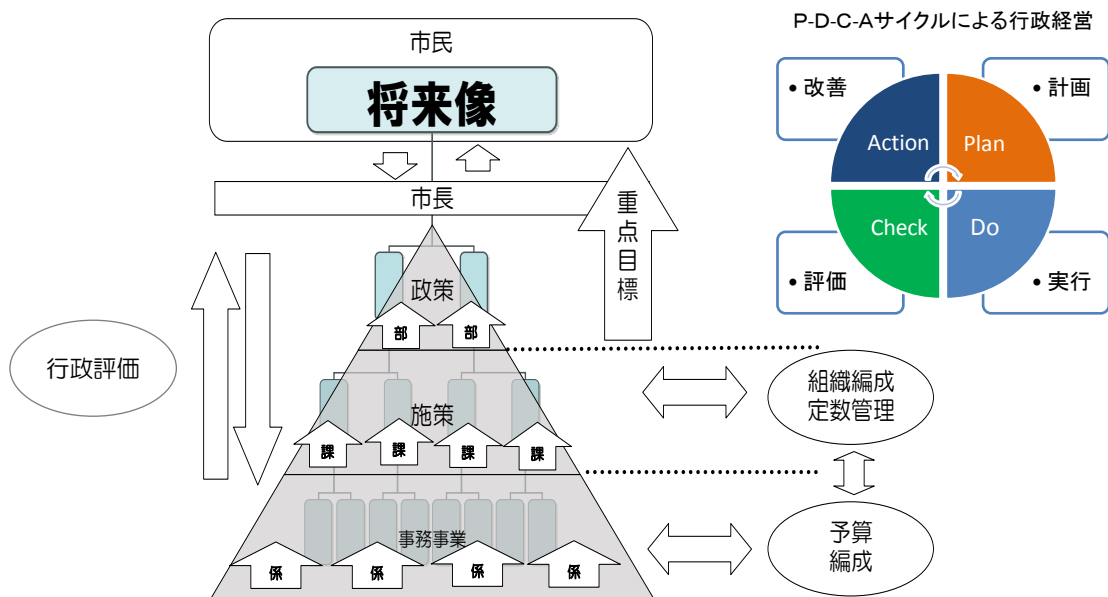 P-D-C-Aサイクルによる行政経営
市民
将来像
市長
重点目標
• 改善
• 計画
Action
Plan
Check
Do
• 評価
• 実行
政策
部
部
行政評価
施策
課
課
課
課
組織編成
定数管理
事務事業
係
係
係
係
予算
編成